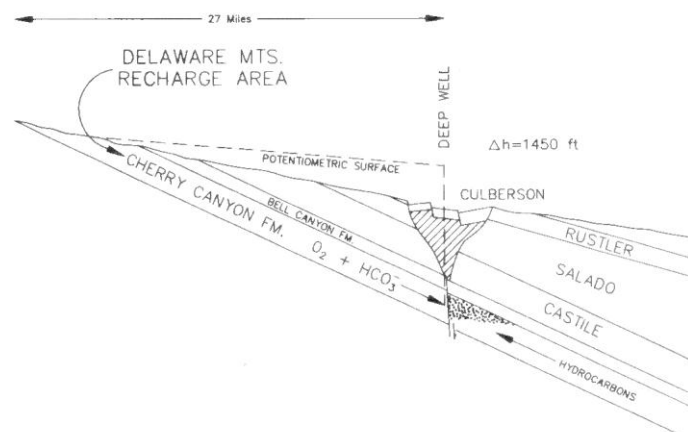 27 Miles
DELAWARE MTS.
RECHARGE AREA
DEEP WELL
Δh=1450 ft
POTENTIOMETRIC SURFACE
CULBERSON
CHERRY CANYON FM.
BELL CANYON FM.
O₂ + HCO₃⁻
RUSTLER
SALADO
CASTILE
HYDROCARBONS